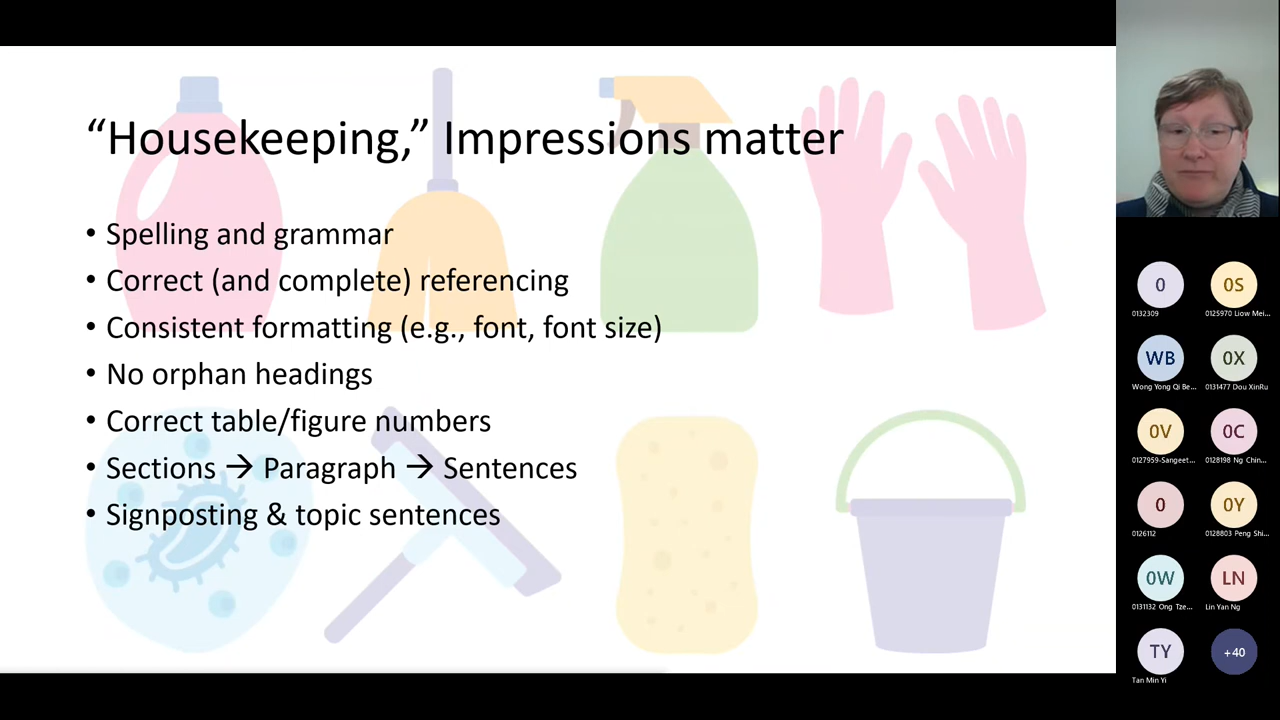 “Housekeeping,” Impressions matter
• Spelling and grammar
• Correct (and complete) referencing
• Consistent formatting (e.g., font, font size)
• No orphan headings
• Correct table/figure numbers
• Sections → Paragraph → Sentences
• Signposting & topic sentences
0
0S
0132309
0125970 Liow Mei...
WB
0X
Wong Yong Qi Be...
0131477 Dou XinRu
0V
0C
0127959-Sangeet...
0128198 Ng Chin...
0
0Y
0126112
0128803 Peng Shi...
0W
LN
0131132 Ong Tze...
Lin Yan Ng
TY
+40
Tan Min Yi